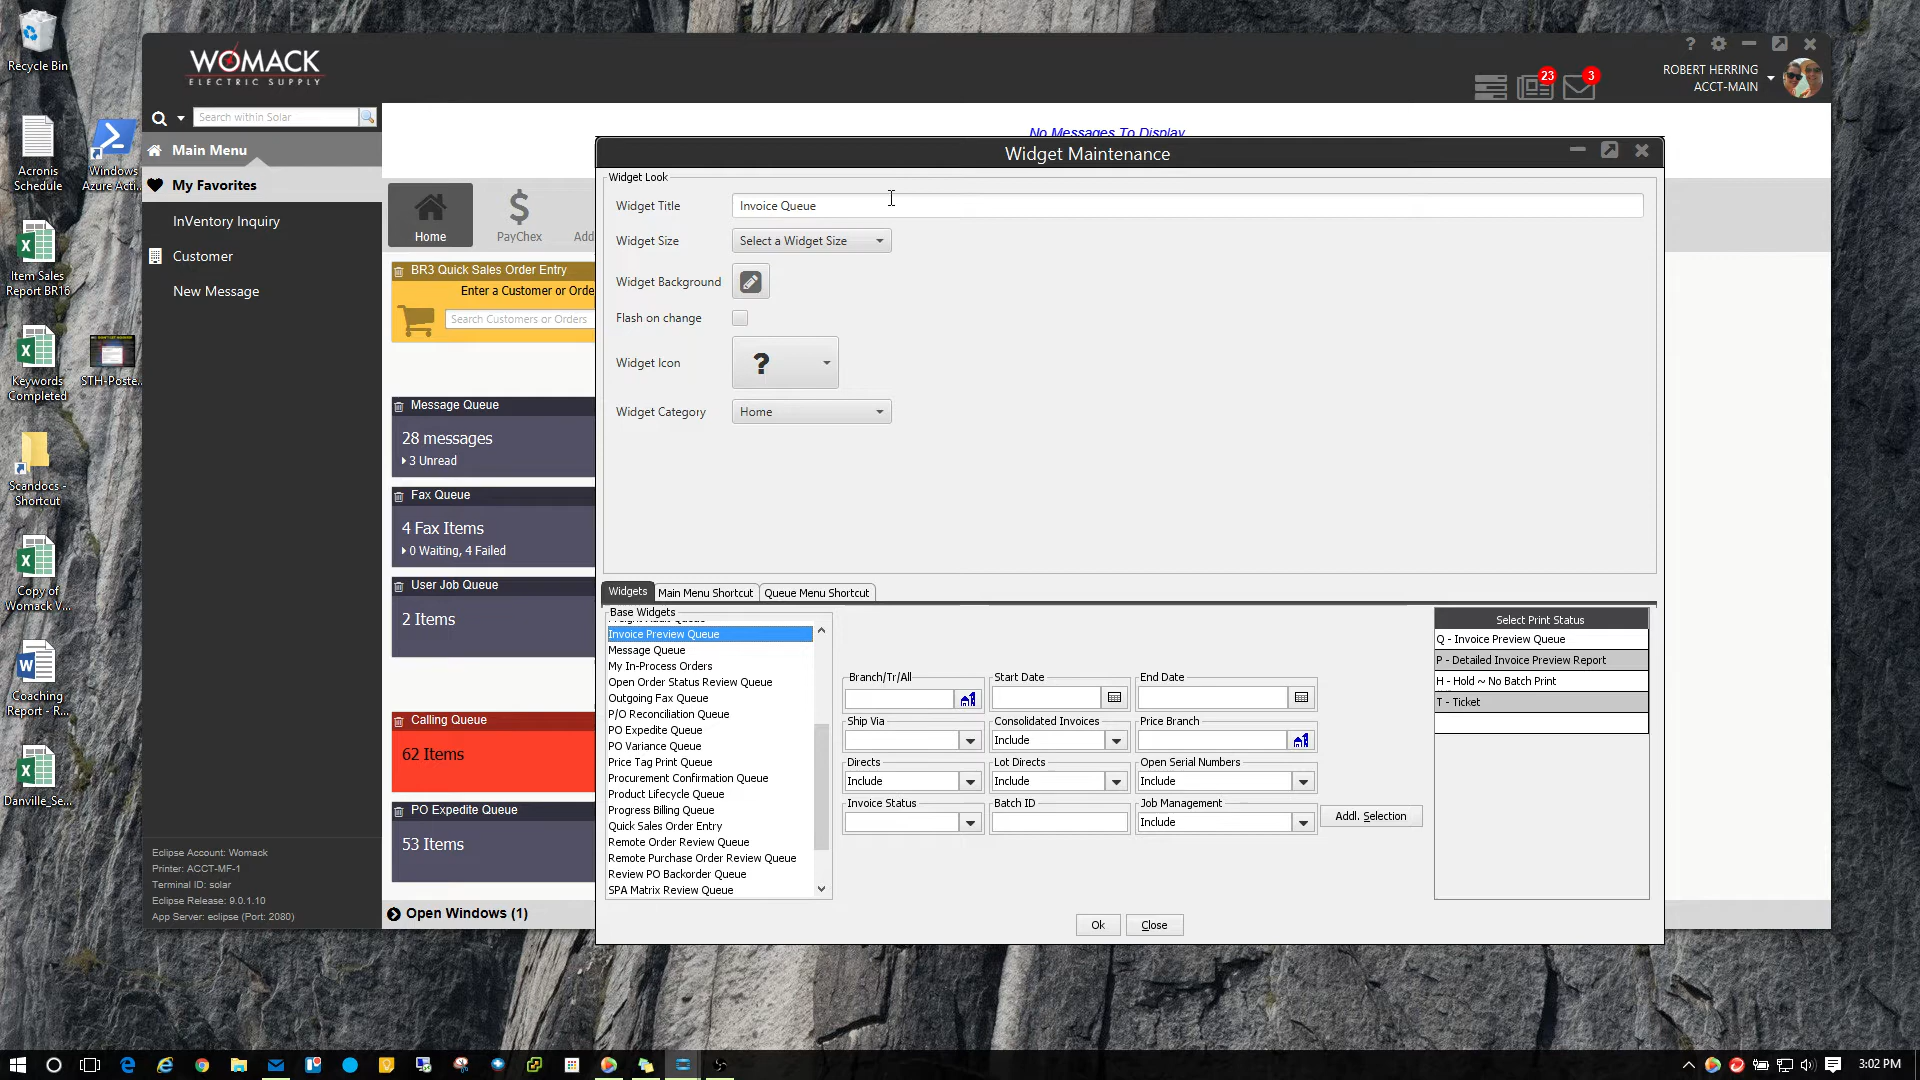 Recycle Bin
Acronis
Schedule
Windows
Azure Acti...
Item Sales
Report BR16
Keywords
Completed
STH-Poste...
Scandocs -
Shortcut
Copy of
Womack V...
Coaching
Report - R...
Danville_Se...
WOMACK
ELECTRIC SUPPLY
?
23
3
ROBERT HERRING
ACCT-MAIN
Search within Solar
Main Menu
My Favorites
InVentory Inquiry
Customer
New Message
Eclipse Account: Womack
Printer: ACCT-MF-1
Terminal ID: solar
Eclipse Release: 9.0.1.10
App Server: eclipse (Port: 2080)
No Messages To Display
Home
PayChex
Add
BR3 Quick Sales Order Entry
Enter a Customer or Orde
Search Customers or Orders
Message Queue
28 messages
3 Unread
Fax Queue
4 Fax Items
0 Waiting, 4 Failed
User Job Queue
2 Items
Calling Queue
62 Items
PO Expedite Queue
53 Items
Open Windows (1)
Widget Maintenance
Widget Look
Widget Title
Invoice Queue
Widget Size
Select a Widget Size
Widget Background
Flash on change
Widget Icon
?
Widget Category
Home
Widgets
Main Menu Shortcut
Queue Menu Shortcut
Base Widgets
Freight Audit Queue
Invoice Preview Queue
Message Queue
My In-Process Orders
Open Order Status Review Queue
Outgoing Fax Queue
P/O Reconciliation Queue
PO Expedite Queue
PO Variance Queue
Price Tag Print Queue
Procurement Confirmation Queue
Product Lifecycle Queue
Progress Billing Queue
Quick Sales Order Entry
Remote Order Review Queue
Remote Purchase Order Review Queue
Review PO Backorder Queue
SPA Matrix Review Queue
Branch/Tr/All
Start Date
End Date
Ship Via
Consolidated Invoices
Include
Price Branch
Directs
Include
Lot Directs
Include
Open Serial Numbers
Include
Invoice Status
Batch ID
Job Management
Include
Addl. Selection
Select Print Status
Q - Invoice Preview Queue
P - Detailed Invoice Preview Report
H - Hold ~ No Batch Print
T - Ticket
Ok
Close
3:02 PM